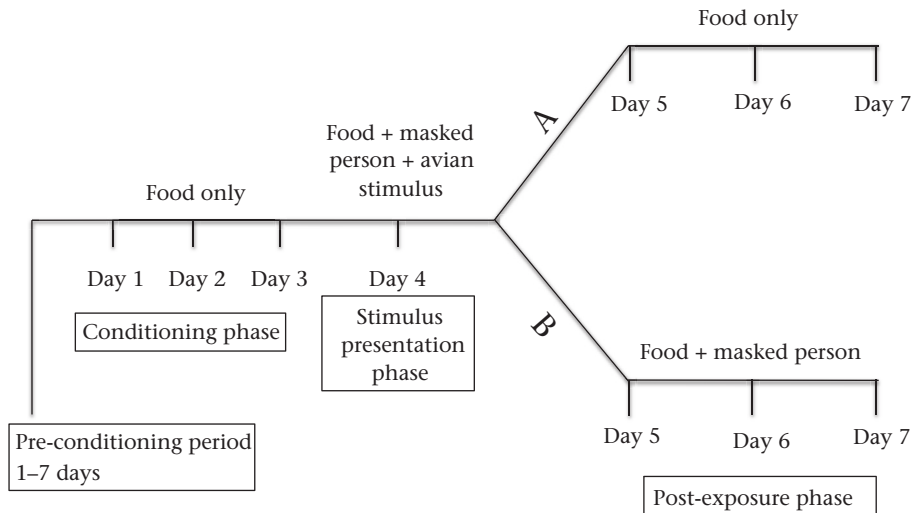 Food only
Day 5 Day 6 Day 7
A
Food + masked
person + avian
stimulus
Food only
Day 1 Day 2 Day 3 Day 4
Conditioning phase
Stimulus
presentation
phase
B
Food + masked person
Day 5 Day 6 Day 7
Pre-conditioning period
1–7 days
Post-exposure phase